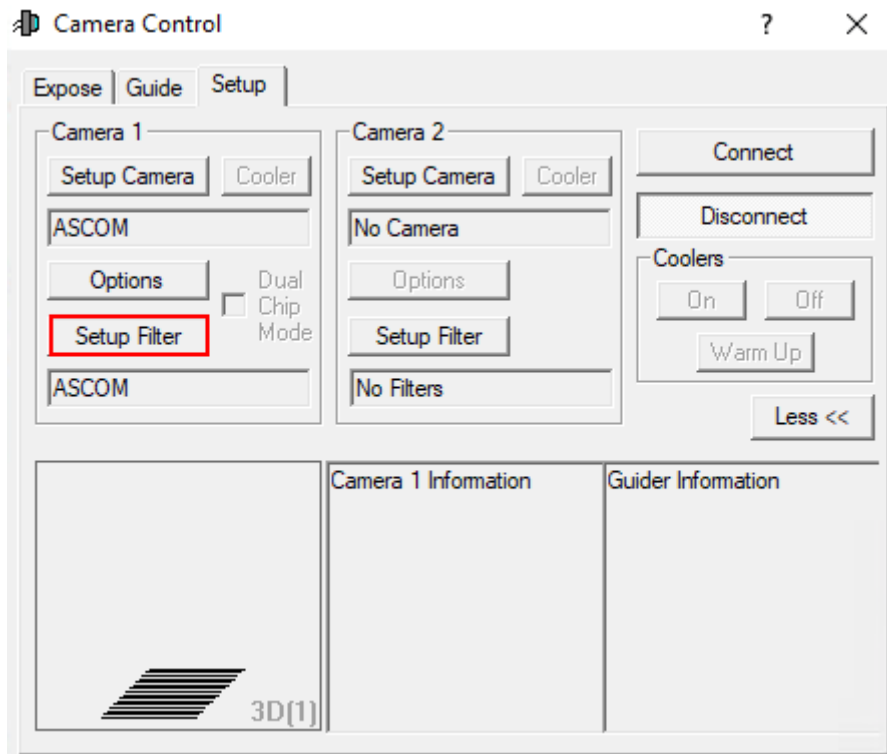 Camera Control
?
Expose Guide Setup
Camera 1
Setup Camera Cooler
ASCOM
Options
Dual
Chip
Mode
Setup Filter
ASCOM
Camera 2
Setup Camera Cooler
No Camera
Options
Setup Filter
No Filters
Connect
Disconnect
Coolers
On Off
Warm Up
Less <<
3D(1)
Camera 1 Information
Guider Information